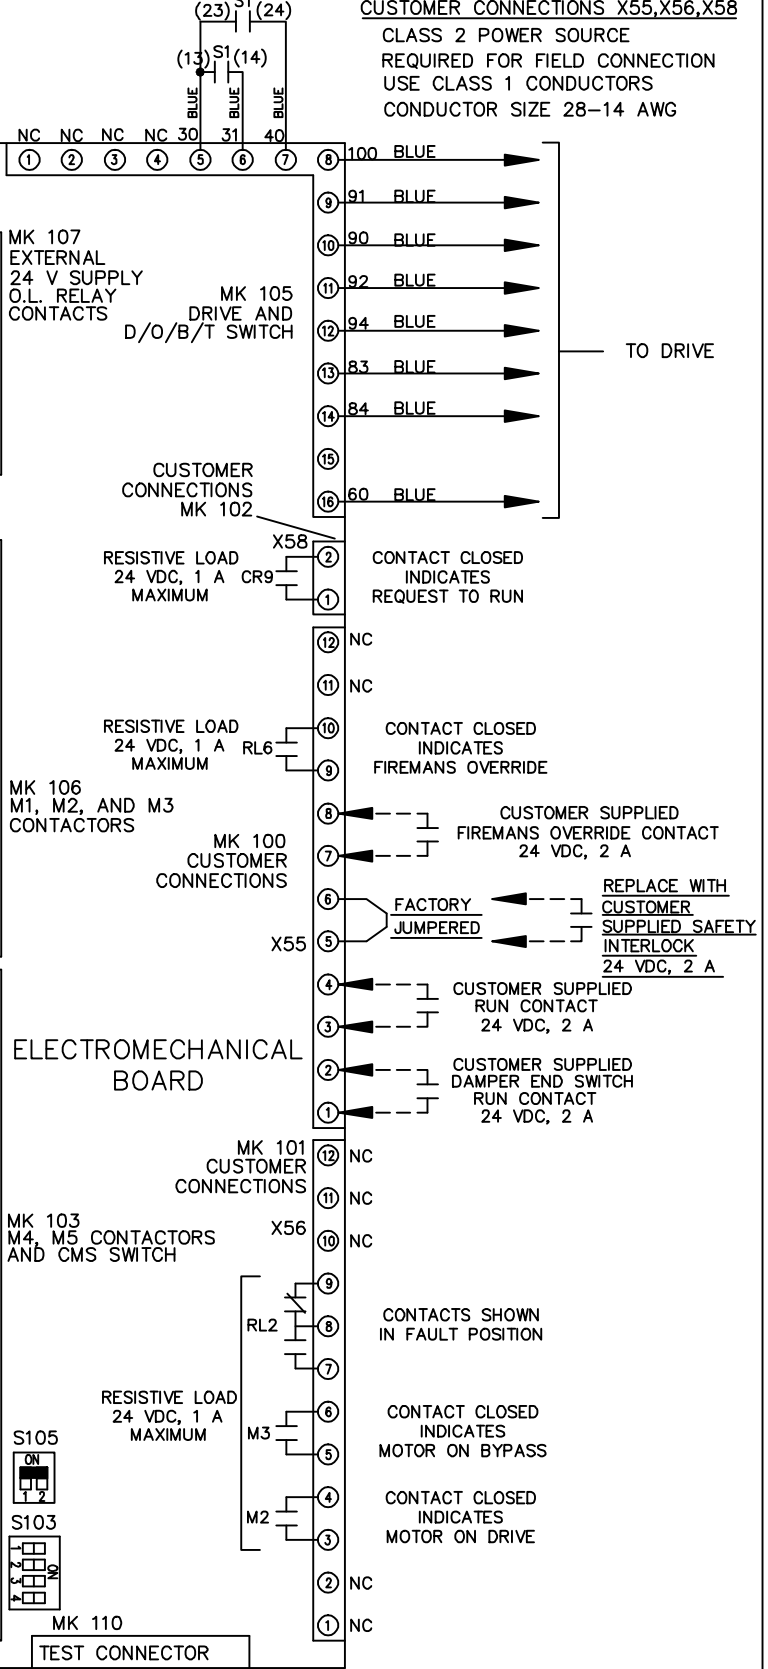 CUSTOMER CONNECTIONS X55,X56,X58
CLASS 2 POWER SOURCE
REQUIRED FOR FIELD CONNECTION
USE CLASS 1 CONDUCTORS
CONDUCTOR SIZE 28–14 AWG
(23) S1 (24)
(13) S1 (14)
BLUE BLUE BLUE
NC NC NC NC 30 31 40
1 2 3 4 5 6 7 8 100 BLUE
9 91 BLUE
10 90 BLUE
11 92 BLUE
12 94 BLUE
13 83 BLUE
14 84 BLUE
15
16 60 BLUE
TO DRIVE
MK 107
EXTERNAL
24 V SUPPLY
O.L. RELAY
CONTACTS
MK 105
DRIVE AND
D/O/B/T SWITCH
CUSTOMER
CONNECTIONS
MK 102
X58
2
1
RESISTIVE LOAD
24 VDC, 1 A
MAXIMUM
CR9
CONTACT CLOSED
INDICATES
REQUEST TO RUN
12 NC
11 NC
10
9
RESISTIVE LOAD
24 VDC, 1 A
MAXIMUM
RL6
CONTACT CLOSED
INDICATES
FIREMANS OVERRIDE
MK 106
M1, M2, AND M3
CONTACTORS
MK 100
CUSTOMER
CONNECTIONS
X55
8
7
CUSTOMER SUPPLIED
FIREMANS OVERRIDE CONTACT
24 VDC, 2 A
6
5
FACTORY
JUMPERED
REPLACE WITH
CUSTOMER
SUPPLIED SAFETY
INTERLOCK
24 VDC, 2 A
4
3
CUSTOMER SUPPLIED
RUN CONTACT
24 VDC, 2 A
2
1
CUSTOMER SUPPLIED
DAMPER END SWITCH
RUN CONTACT
24 VDC, 2 A
ELECTROMECHANICAL
BOARD
MK 101
CUSTOMER
CONNECTIONS
X56
12 NC
11 NC
10 NC
MK 103
M4, M5 CONTACTORS
AND CMS SWITCH
9
8
7
RL2
CONTACTS SHOWN
IN FAULT POSITION
RESISTIVE LOAD
24 VDC, 1 A
MAXIMUM
6
5
M3
CONTACT CLOSED
INDICATES
MOTOR ON BYPASS
4
3
M2
CONTACT CLOSED
INDICATES
MOTOR ON DRIVE
2 NC
1 NC
S105
ON
1 2
S103
1
2
3
4
ON
MK 110
TEST CONNECTOR